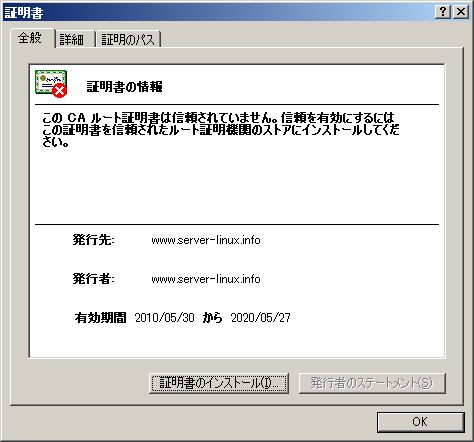 証明書
全般 詳細 証明のパス
証明書の情報
この CA ルート証明書は信頼されていません。信頼を有効にするには
この証明書を信頼されたルート証明機関のストアにインストールしてくだ
さい。
発行先: www.server-linux.info
発行者: www.server-linux.info
有効期間 2010/05/30 から 2020/05/27
証明書のインストール(I)... 発行者のステートメント(S)
OK